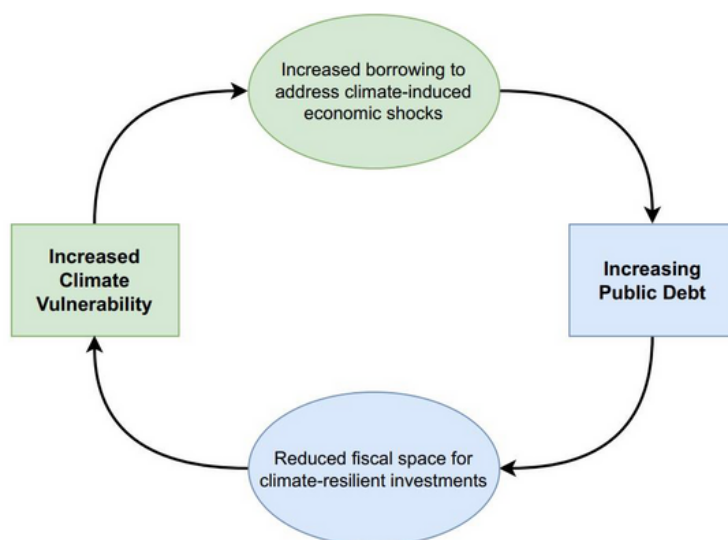 Increased borrowing to
address climate-induced
economic shocks
Increased
Climate
Vulnerability
Increasing
Public Debt
Reduced fiscal space for
climate-resilient investments